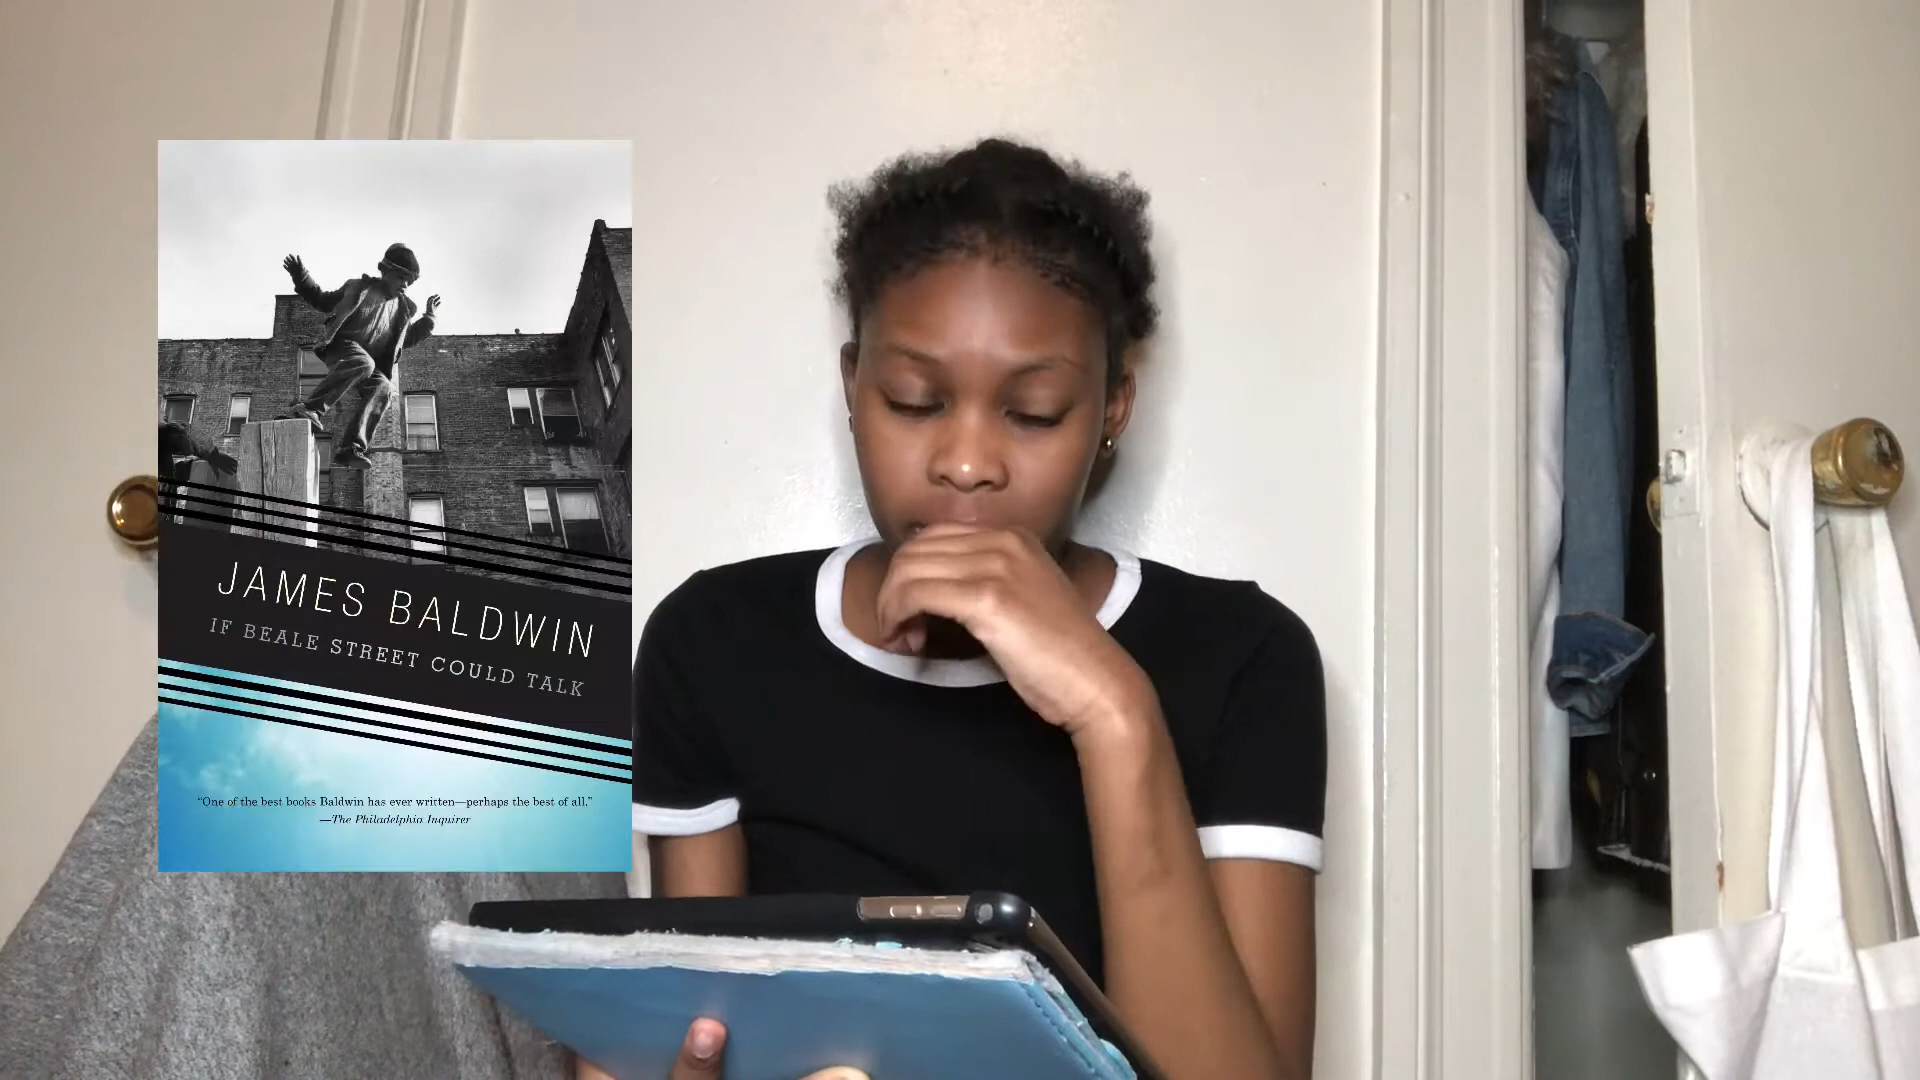 JAMES BALDWIN
IF BEALE STREET COULD TALK
“One of the best books Baldwin has ever written—perhaps the best of all.”
—The Philadelphia Inquirer